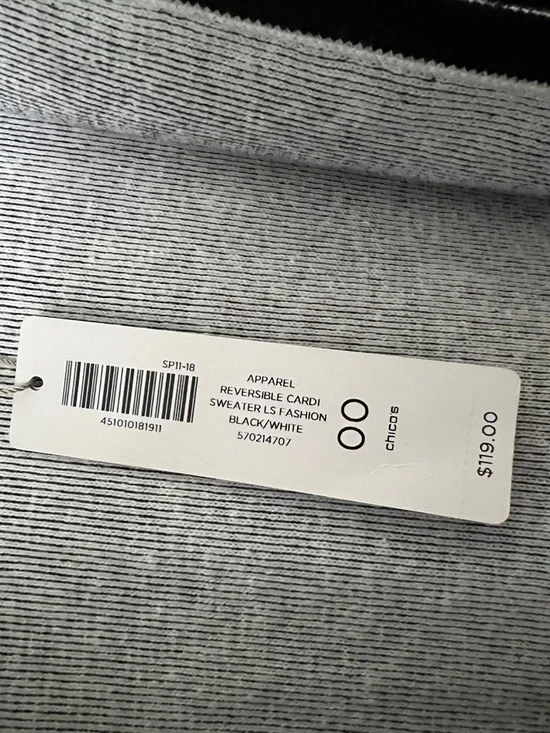 SP11-18
451010181911
APPAREL
REVERSIBLE CARDI
SWEATER LS FASHION
BLACK/WHITE
570214707
00
chicos
$119.00